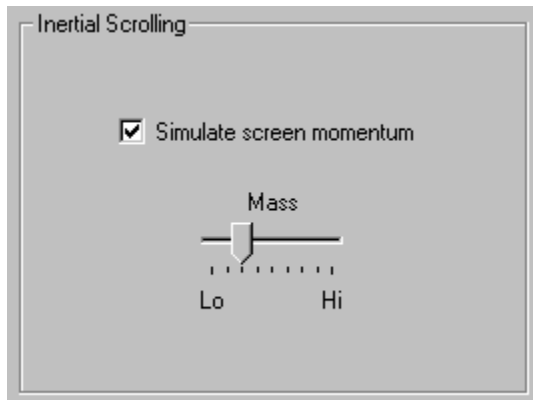 Inertial Scrolling
Simulate screen momentum
Mass
Lo Hi